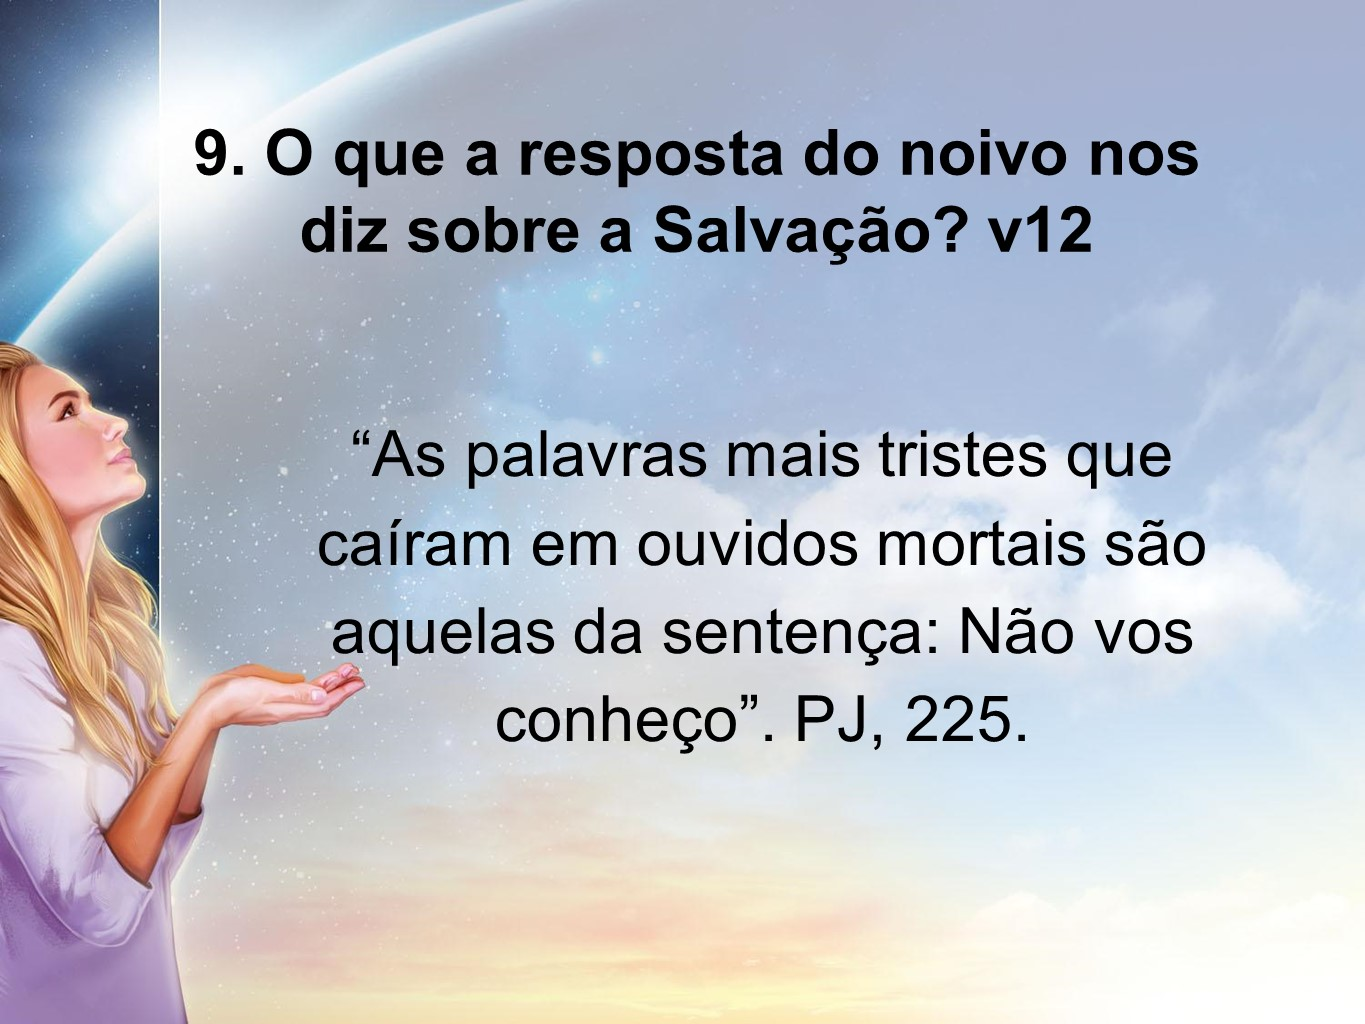 9. O que a resposta do noivo nos
diz sobre a Salvação? v12
“As palavras mais tristes que
caíram em ouvidos mortais são
aquelas da sentença: Não vos
conheço”. PJ, 225.